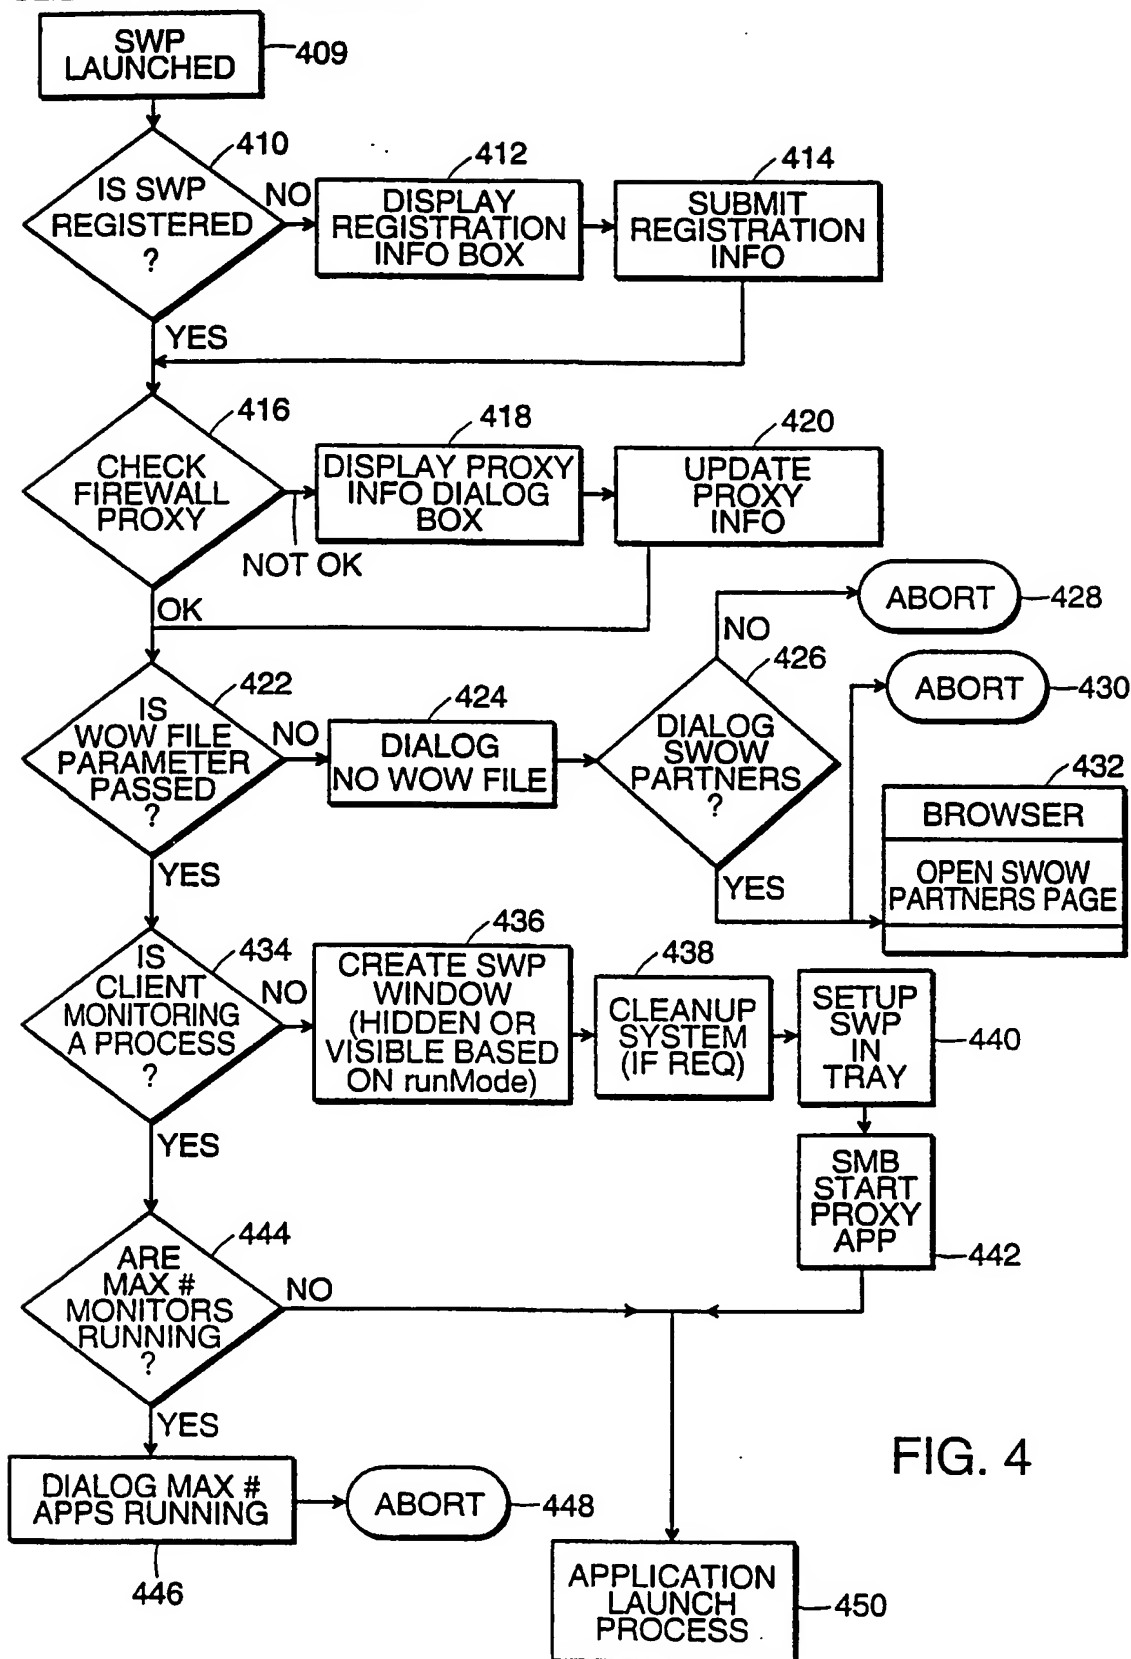 SWP
LAUNCHED
409
410
IS SWP
REGISTERED
?
NO
412
DISPLAY
REGISTRATION
INFO BOX
414
SUBMIT
REGISTRATION
INFO
YES
416
CHECK
FIREWALL
PROXY
NOT OK
418
DISPLAY PROXY
INFO DIALOG
BOX
420
UPDATE
PROXY
INFO
OK
422
IS
WOW FILE
PARAMETER
PASSED
?
NO
424
DIALOG
NO WOW FILE
426
DIALOG
SWOW
PARTNERS
?
NO
ABORT
428
ABORT
430
YES
432
BROWSER
OPEN SWOW
PARTNERS PAGE
YES
434
IS
CLIENT
MONITORING
A PROCESS
?
NO
436
CREATE SWP
WINDOW
(HIDDEN OR
VISIBLE BASED
ON runMode)
438
CLEANUP
SYSTEM
(IF REQ)
SETUP
SWP
IN
TRAY
440
SMB
START
PROXY
APP
442
YES
444
ARE
MAX #
MONITORS
RUNNING
?
NO
YES
DIALOG MAX #
APPS RUNNING
446
ABORT
448
APPLICATION
LAUNCH
PROCESS
450
FIG. 4